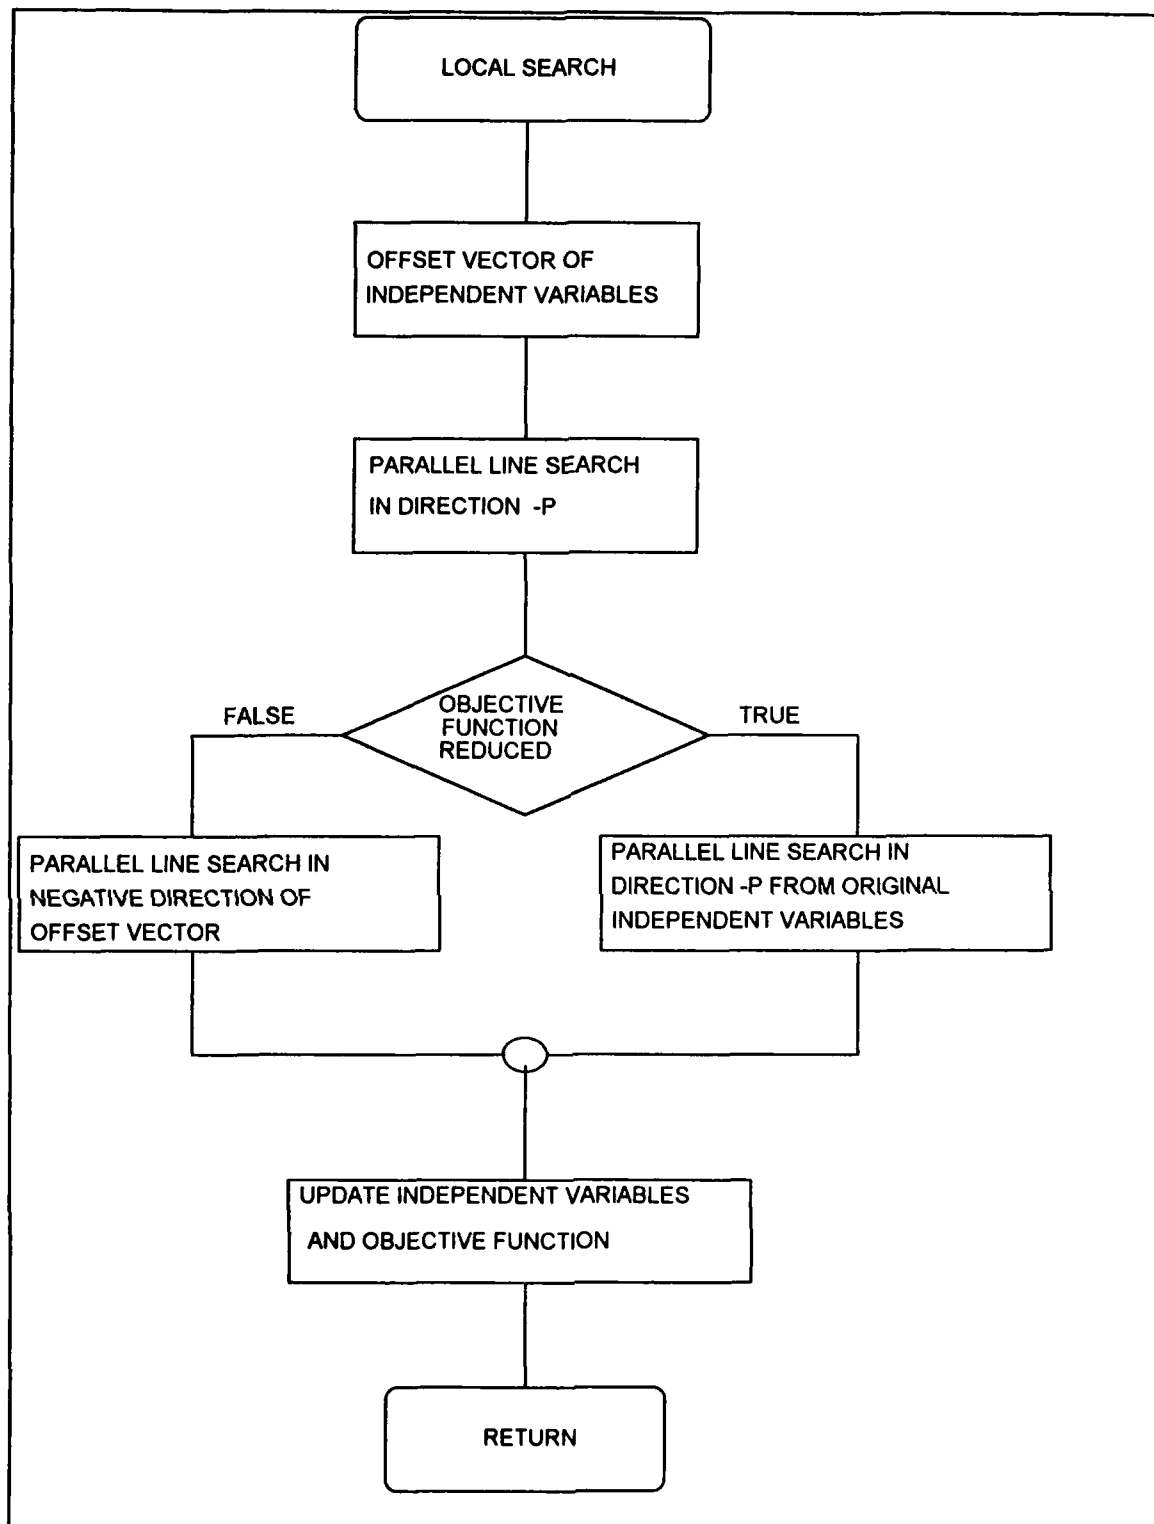 LOCAL SEARCH
OFFSET VECTOR OF
INDEPENDENT VARIABLES
PARALLEL LINE SEARCH
IN DIRECTION -P
OBJECTIVE
FUNCTION
REDUCED
FALSE
TRUE
PARALLEL LINE SEARCH IN
NEGATIVE DIRECTION OF
OFFSET VECTOR
PARALLEL LINE SEARCH IN
DIRECTION -P FROM ORIGINAL
INDEPENDENT VARIABLES
UPDATE INDEPENDENT VARIABLES
AND OBJECTIVE FUNCTION
RETURN